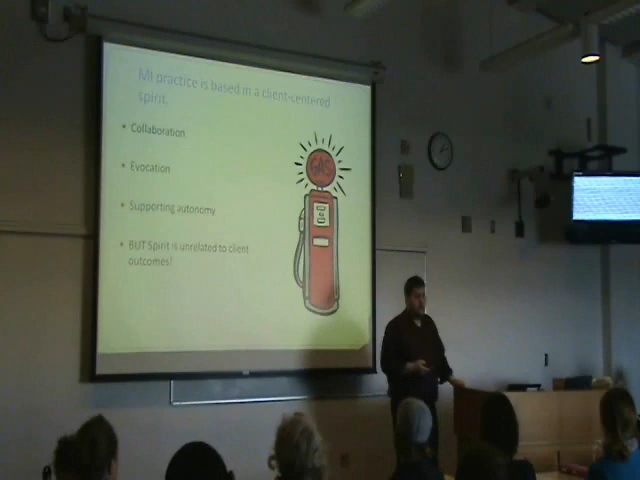 MI practice is based in a client-centered
spirit.
• Collaboration
• Evocation
• Supporting autonomy
• BUT Spirit is unrelated to client
outcomes!
GAS